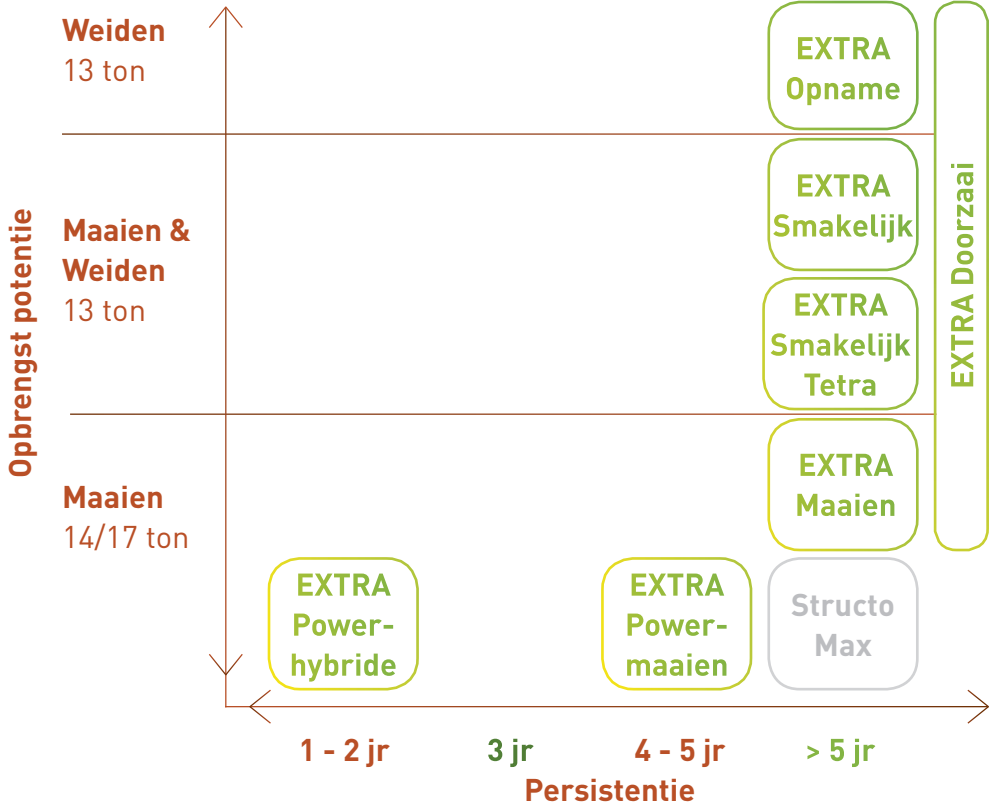 Weiden
13 ton
EXTRA
Opname
Maaien &
Weiden
13 ton
EXTRA
Smakelijk
EXTRA
Smakelijk
Tetra
Maaien
14/17 ton
EXTRA
Maaien
EXTRA
Power-
hybride
EXTRA
Power-
maaien
Structo
Max
EXTRA Doorzaai
Opbrengst potentie
1 - 2 jr
3 jr
4 - 5 jr
> 5 jr
Persistentie